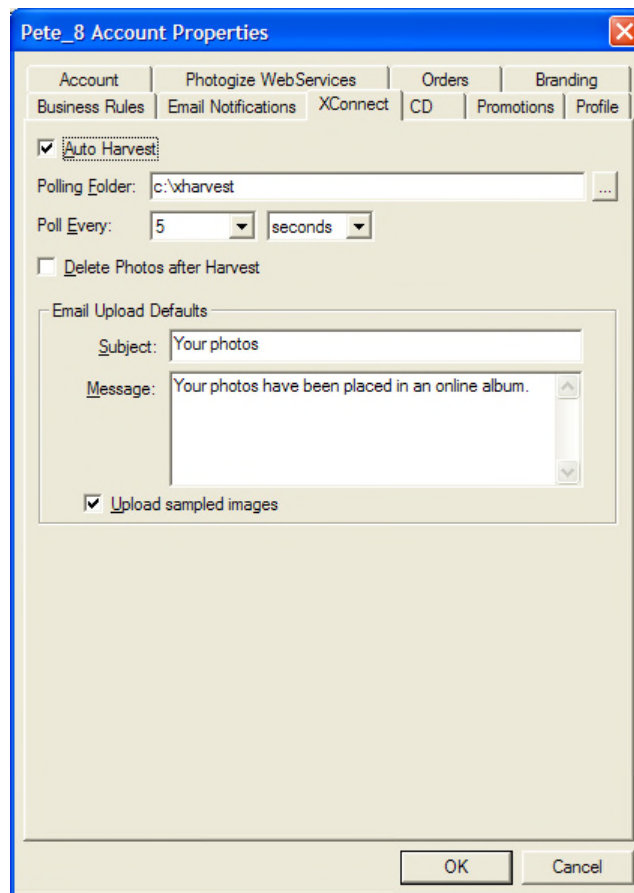 Pete_8 Account Properties
Account Photogize WebServices Orders Branding
Business Rules Email Notifications XConnect CD Promotions Profile
Auto Harvest
Polling Folder: c:\xharvest ...
Poll Every: 5 seconds
Delete Photos after Harvest
Email Upload Defaults
Subject: Your photos
Message: Your photos have been placed in an online album.
Upload sampled images
OK Cancel